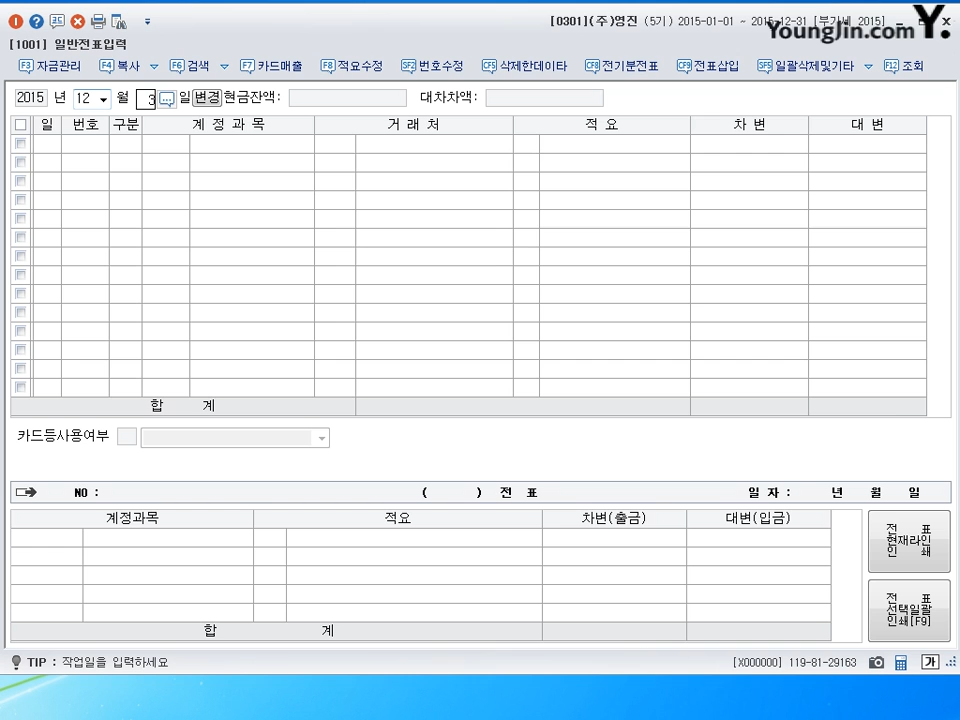 [0301](주)영진 (5기) 2015-01-01 ~ 2015-12-31 [부가세 2015]
YoungJin.com Y.
[1001] 일반전표입력
F3 자금관리 F4 복사 F6 검색 F7 카드매출 F8 적요수정 SF2 번호수정 CF5 삭제한데이타 CF8 전기분전표 CF9 전표삽입 SF5 일괄삭제및기타 F12 조회
2015 년 12 월 3 일 변경 현금잔액: 대차차액:
일 번호 구분 계 정 과 목 거 래 처 적 요 차 변 대 변
합 계
카드등사용여부
NO : ( ) 전 표 일 자 : 년 월 일
계정과목 적요 차변(출금) 대변(입금)
전 표
현재라인
인 쇄
합 계
전 표
선택일괄
인쇄[F9]
TIP : 작업일을 입력하세요
[X000000] 119-81-29163 가